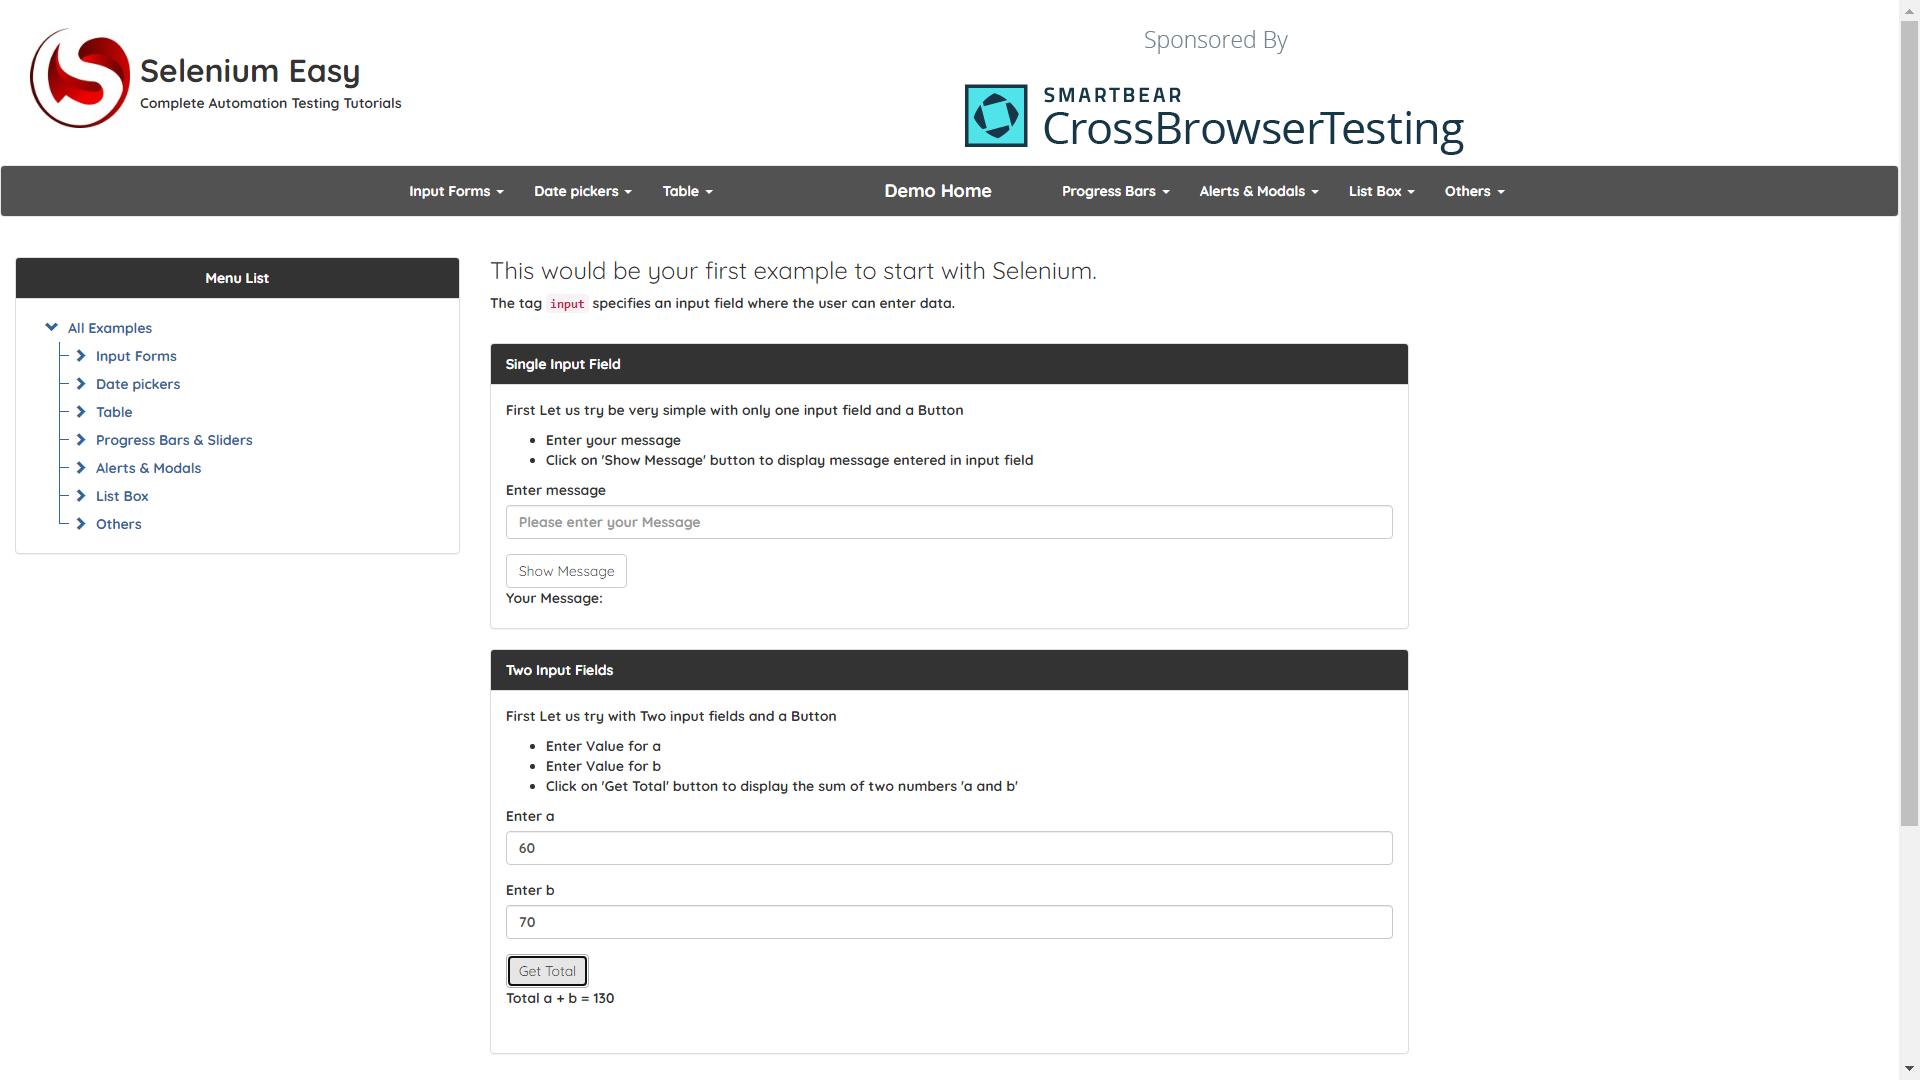 Selenium Easy
Complete Automation Testing Tutorials
Sponsored By
SMARTBEAR
CrossBrowserTesting
Input Forms
Date pickers
Table
Demo Home
Progress Bars
Alerts & Modals
List Box
Others
Menu List
All Examples
Input Forms
Date pickers
Table
Progress Bars & Sliders
Alerts & Modals
List Box
Others
This would be your first example to start with Selenium.
The tag input specifies an input field where the user can enter data.
Single Input Field
First Let us try be very simple with only one input field and a Button
Enter your message
Click on 'Show Message' button to display message entered in input field
Enter message
Please enter your Message
Show Message
Your Message:
Two Input Fields
First Let us try with Two input fields and a Button
Enter Value for a
Enter Value for b
Click on 'Get Total' button to display the sum of two numbers 'a and b'
Enter a
60
Enter b
70
Get Total
Total a + b = 130